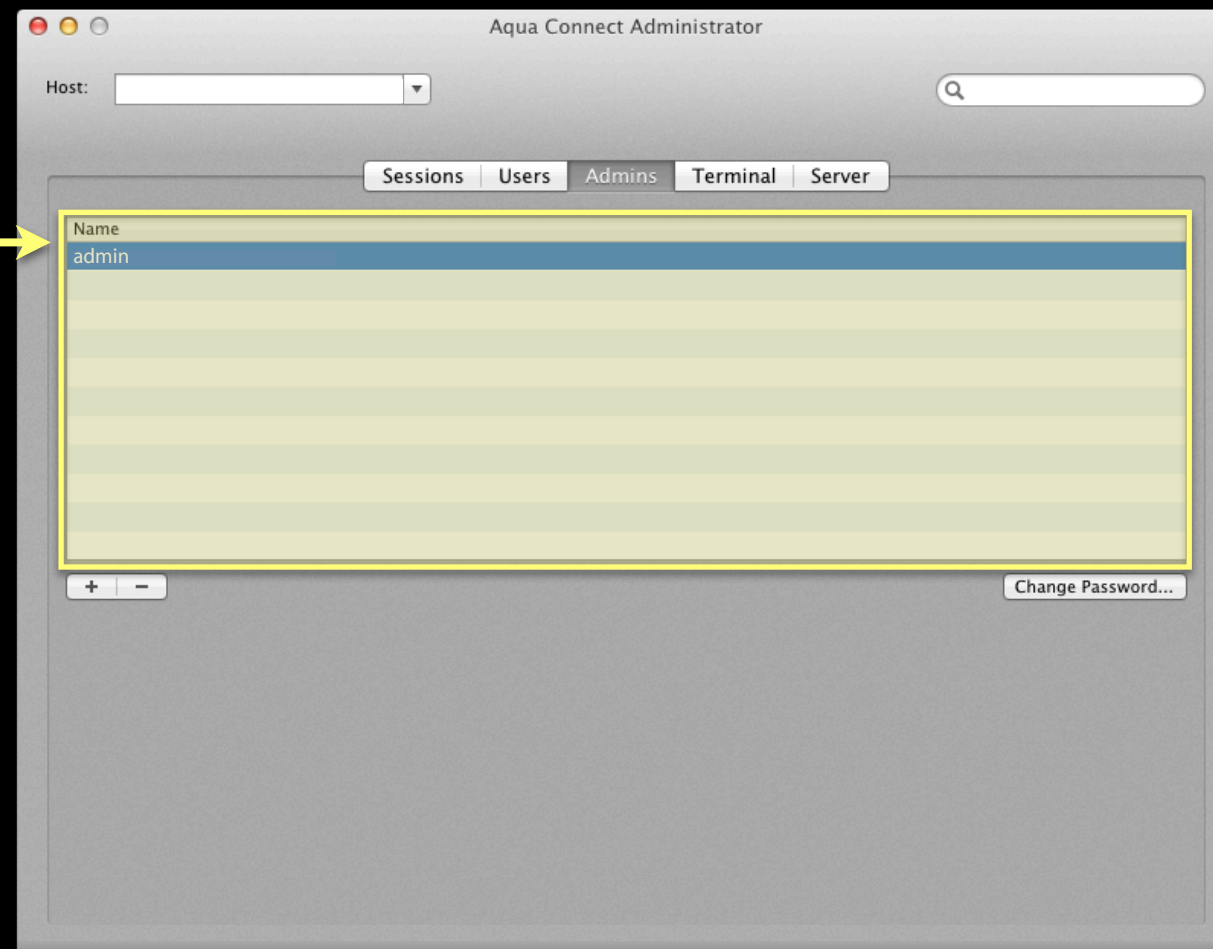 Aqua Connect Administrator
Host:
Sessions Users Admins Terminal Server
Name
admin
+ − Change Password...